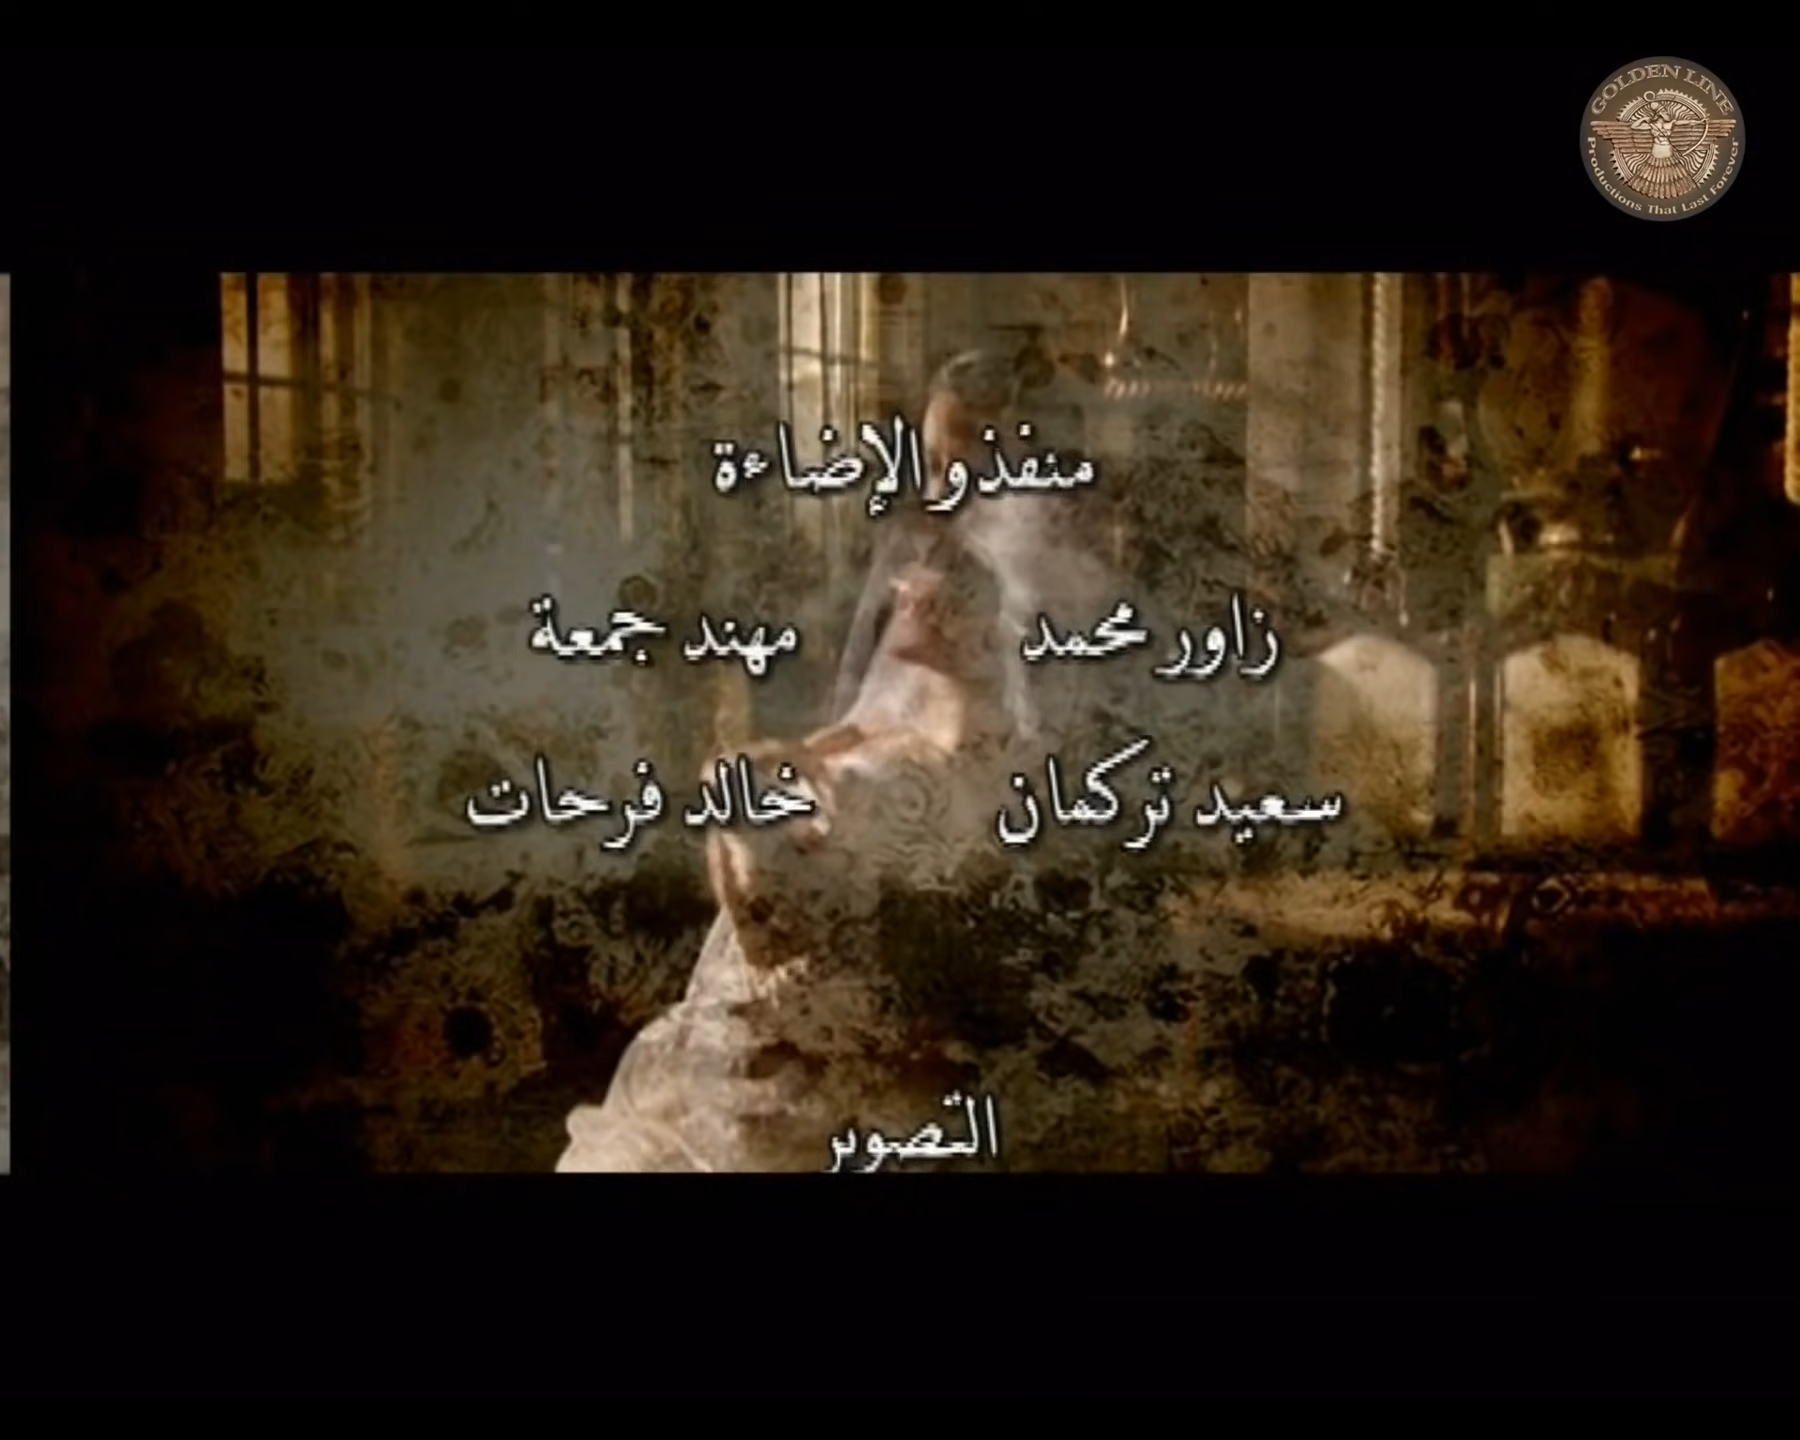 GOLDEN LINE
Productions That Last Forever
منفذو الإضاءة
زاور محمد مهند جمعة
سعيد تركمان خالد فرحات
التصوير